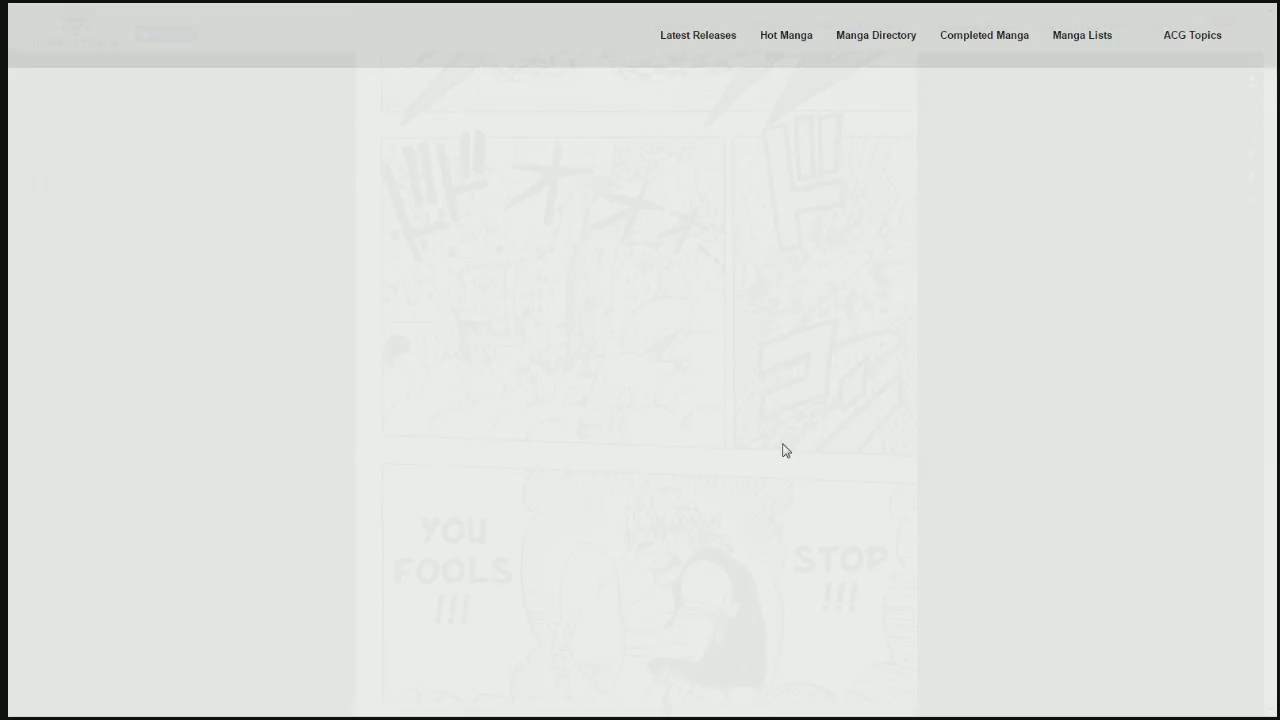 Latest Releases Hot Manga Manga Directory Completed Manga Manga Lists ACG Topics
YOU
FOOLS
!!!
STOP
!!!